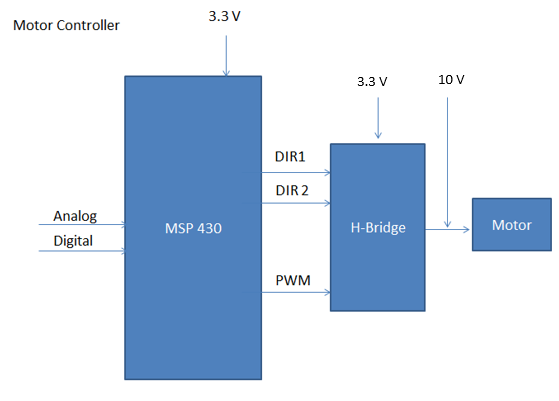 3.3 V
Motor Controller
3.3 V
10 V
DIR1
DIR 2
Analog
Digital
MSP 430
H-Bridge
Motor
PWM